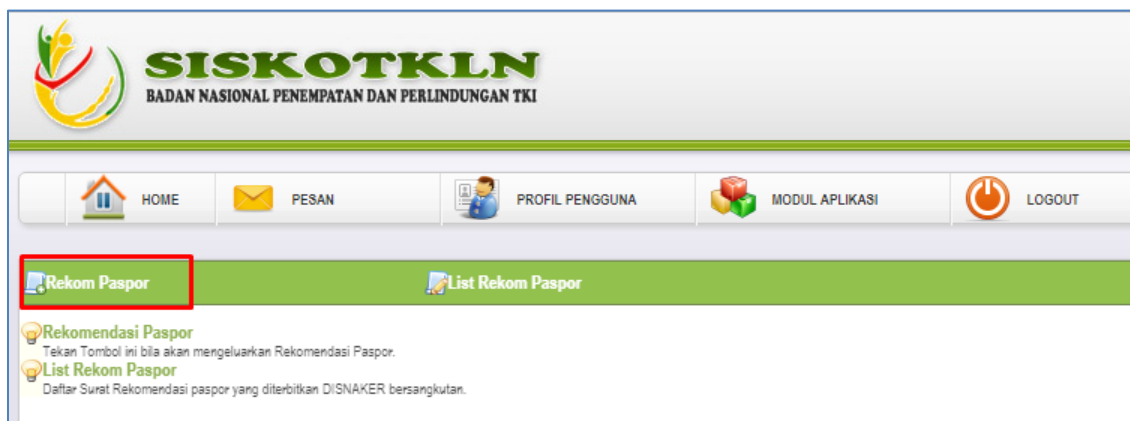 SISKOTKLN
BADAN NASIONAL PENEMPATAN DAN PERLINDUNGAN TKI
HOME PESAN PROFIL PENGGUNA MODUL APLIKASI LOGOUT
Rekom Paspor List Rekom Paspor
Rekomendasi Paspor
Tekan Tombol ini bila akan mengeluarkan Rekomendasi Paspor.
List Rekom Paspor
Daftar Surat Rekomendasi paspor yang diterbitkan DISNAKER bersangkutan.